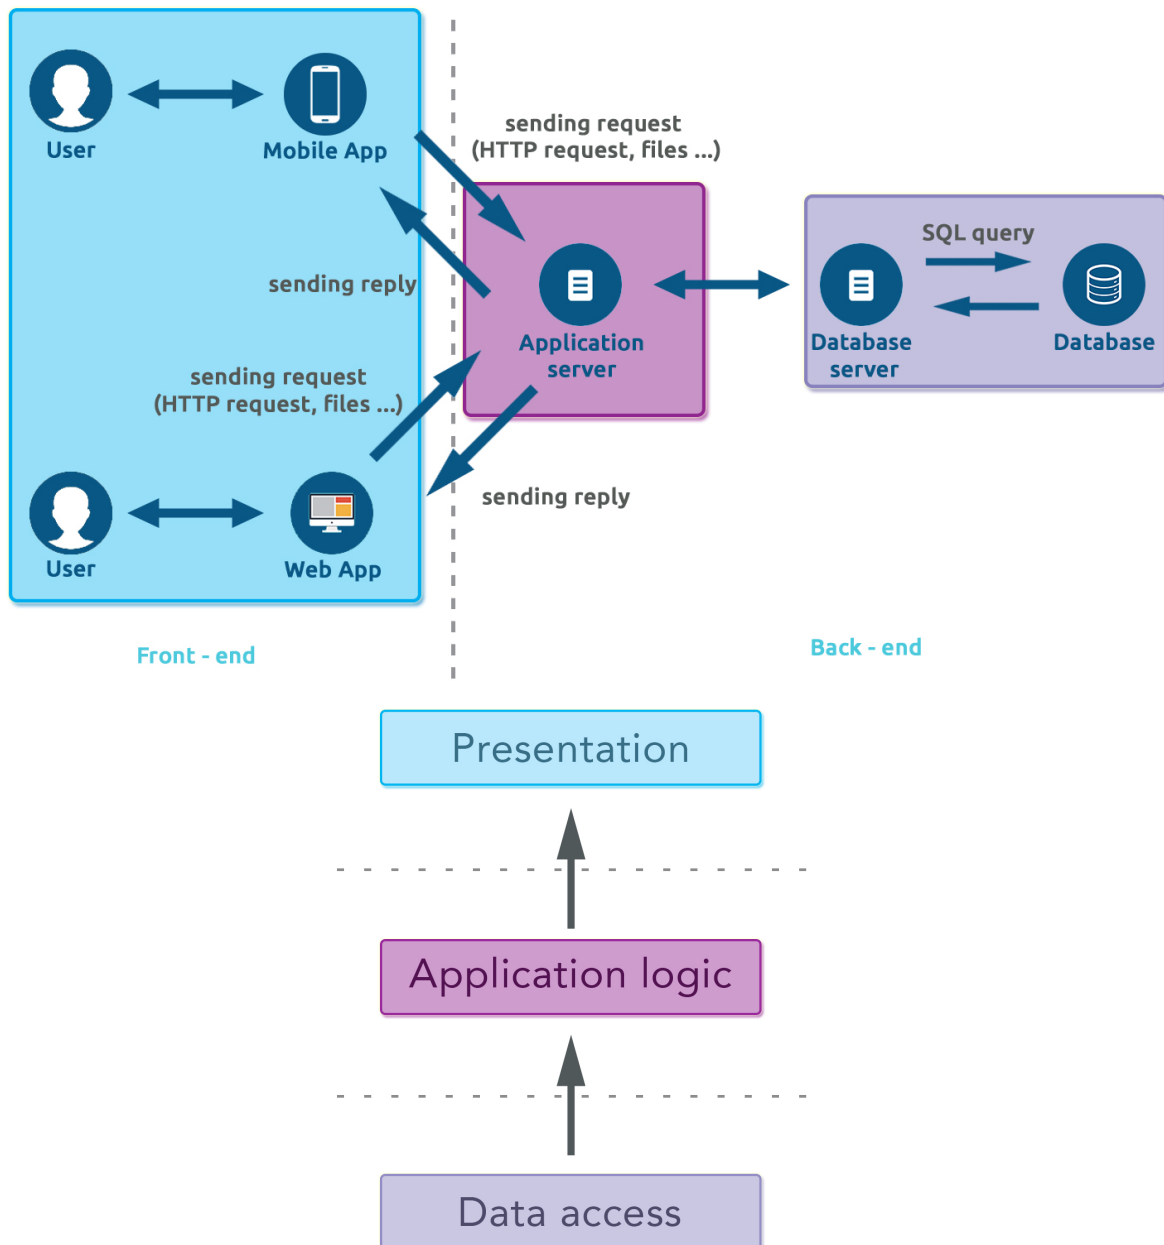 User
Mobile App
sending request
(HTTP request, files ...)
sending reply
Application
server
SQL query
Database
server
Database
sending request
(HTTP request, files ...)
sending reply
User
Web App
Front - end
Back - end
Presentation
Application logic
Data access